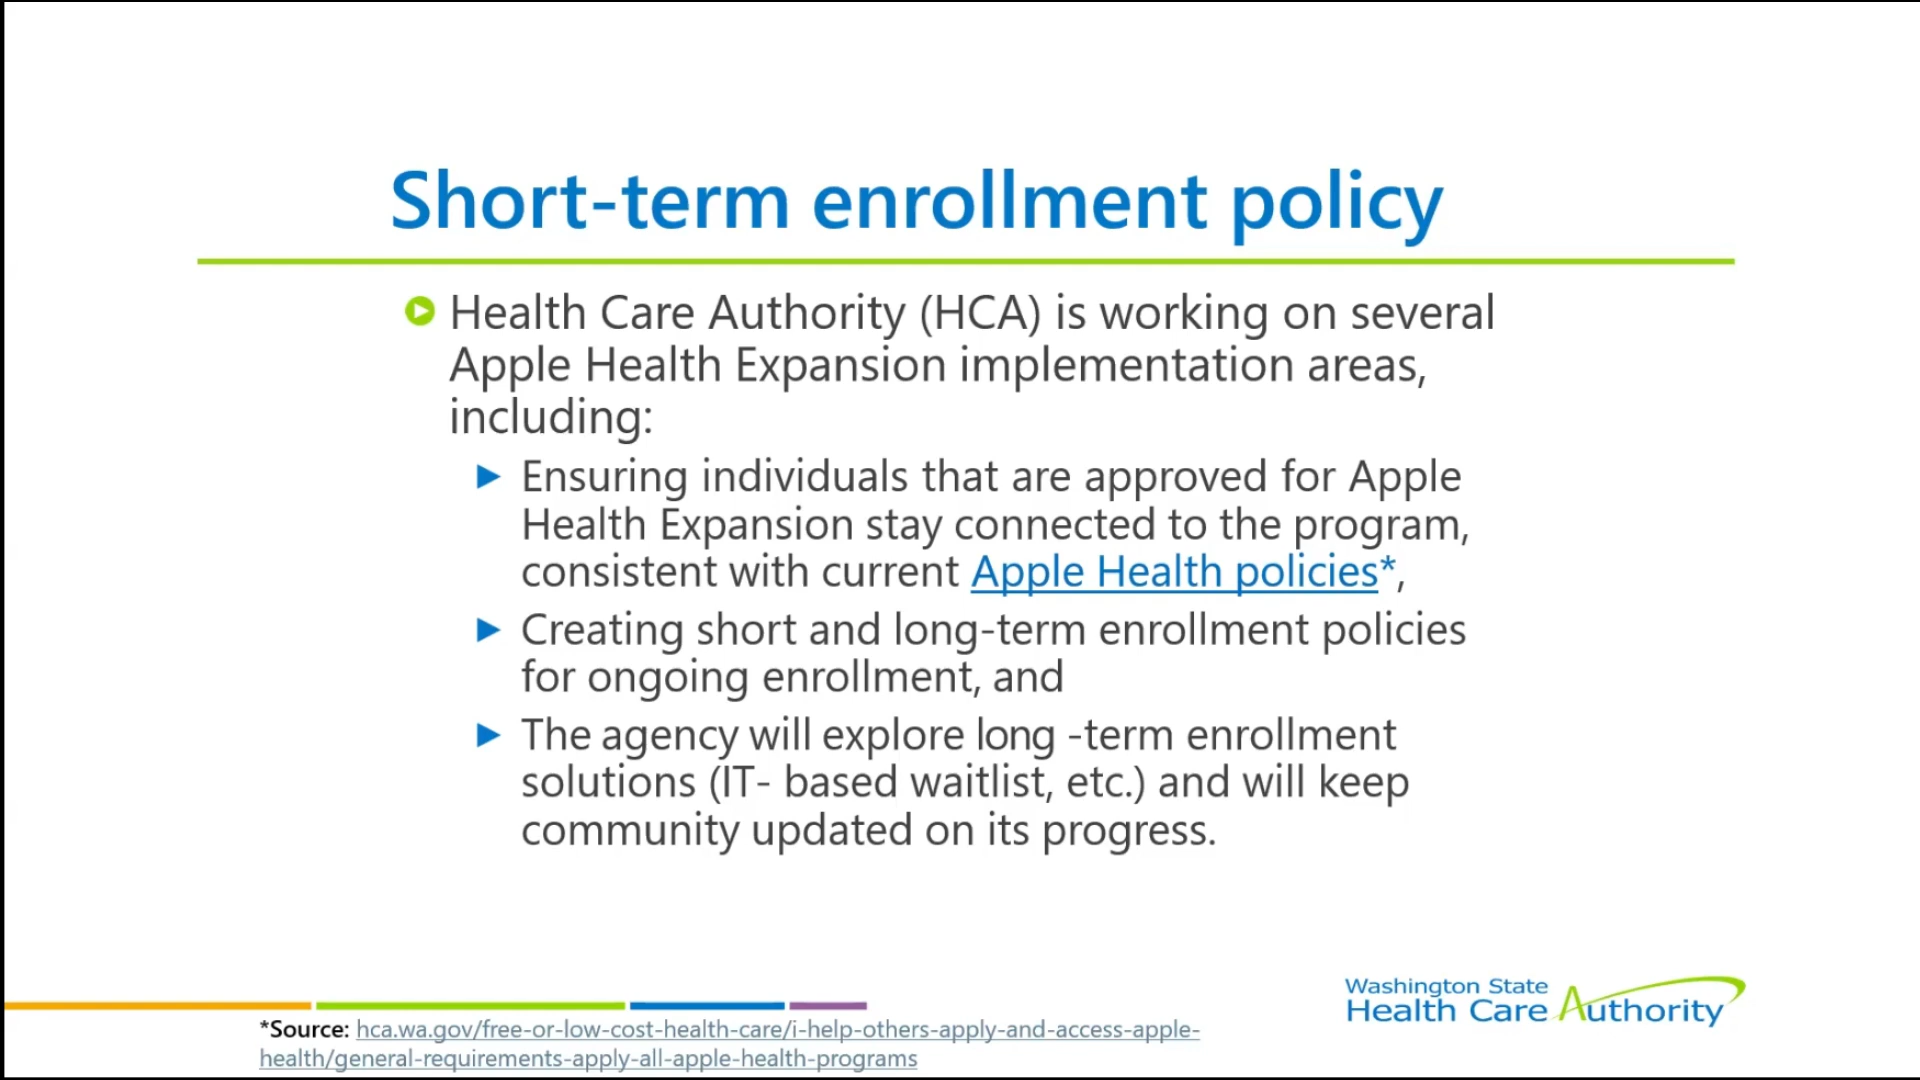 Short-term enrollment policy
Health Care Authority (HCA) is working on several
Apple Health Expansion implementation areas,
including:
Ensuring individuals that are approved for Apple
Health Expansion stay connected to the program,
consistent with current Apple Health policies*,
Creating short and long-term enrollment policies
for ongoing enrollment, and
The agency will explore long -term enrollment
solutions (IT- based waitlist, etc.) and will keep
community updated on its progress.
Washington State
Health Care Authority
*Source: hca.wa.gov/free-or-low-cost-health-care/i-help-others-apply-and-access-apple-
health/general-requirements-apply-all-apple-health-programs